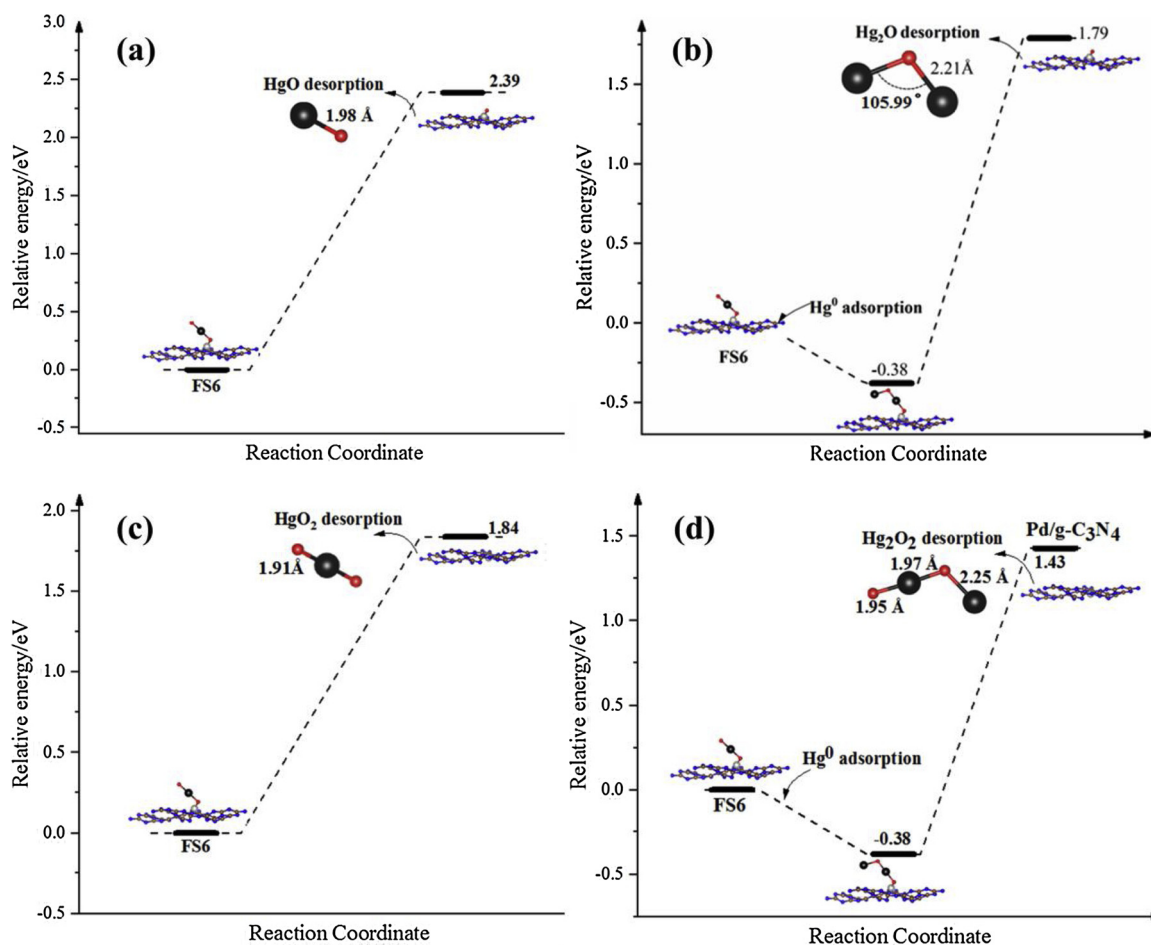 (a)
3.0
2.5
2.0
1.5
1.0
0.5
0.0
-0.5
Relative energy/eV
HgO desorption
1.98 Å
2.39
FS6
Reaction Coordinate
(b)
1.5
1.0
0.5
0.0
-0.5
Relative energy/eV
Hg₂O desorption
2.21Å
105.99°
1.79
Hg⁰ adsorption
FS6
-0.38
Reaction Coordinate
(c)
2.0
1.5
1.0
0.5
0.0
-0.5
Relative energy/eV
HgO₂ desorption
1.91Å
1.84
FS6
Reaction Coordinate
(d)
1.5
1.0
0.5
0.0
-0.5
Relative energy/eV
Pd/g-C₃N₄
1.43
Hg₂O₂ desorption
1.97 Å
2.25 Å
1.95 Å
Hg⁰ adsorption
FS6
-0.38
Reaction Coordinate